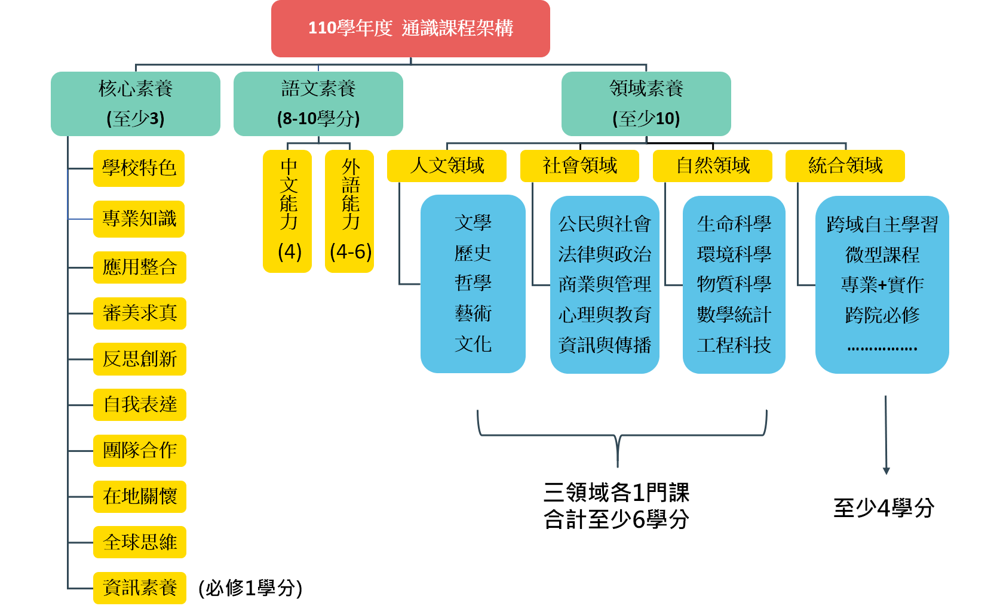 110學年度 通識課程架構
核心素養
(至少3)
學校特色
專業知識
應用整合
審美求真
反思創新
自我表達
團隊合作
在地關懷
全球思維
資訊素養
(必修1學分)
語文素養
(8-10學分)
中文能力
(4)
外語能力
(4-6)
領域素養
(至少10)
人文領域
文學
歷史
哲學
藝術
文化
社會領域
公民與社會
法律與政治
商業與管理
心理與教育
資訊與傳播
自然領域
生命科學
環境科學
物質科學
數學統計
工程科技
統合領域
跨域自主學習
微型課程
專業+實作
跨院必修
................
三領域各1門課
合計至少6學分
至少4學分